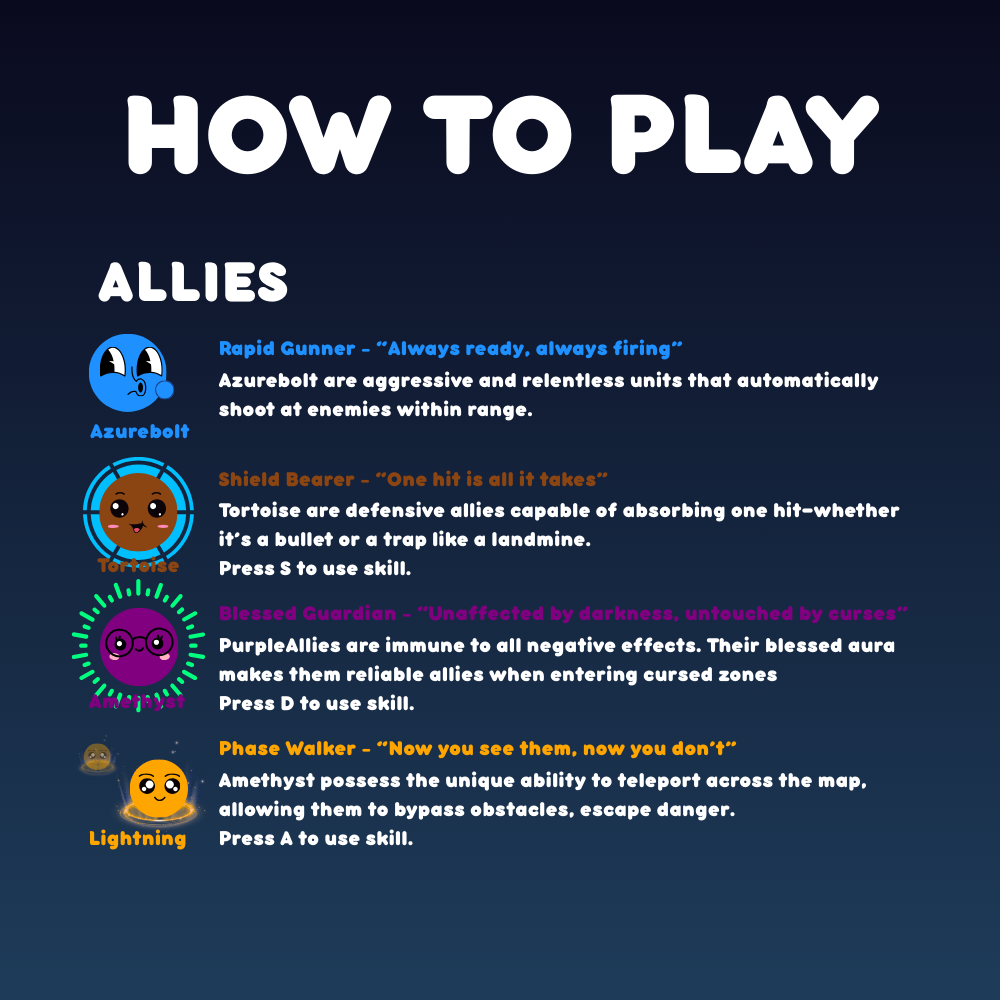 HOW TO PLAY
ALLIES
Rapid Gunner - "Always ready, always firing"
Azurebolt are aggressive and relentless units that automatically
shoot at enemies within range.
Azurebolt
Shield Bearer - "One hit is all it takes"
Tortoise are defensive allies capable of absorbing one hit—whether
it's a bullet or a trap like a landmine.
Press S to use skill.
Tortoise
Blessed Guardian - "Unaffected by darkness, untouched by curses"
PurpleAllies are immune to all negative effects. Their blessed aura
makes them reliable allies when entering cursed zones
Press D to use skill.
Amethyst
Phase Walker - "Now you see them, now you don't"
Amethyst possess the unique ability to teleport across the map,
allowing them to bypass obstacles, escape danger.
Press A to use skill.
Lightning